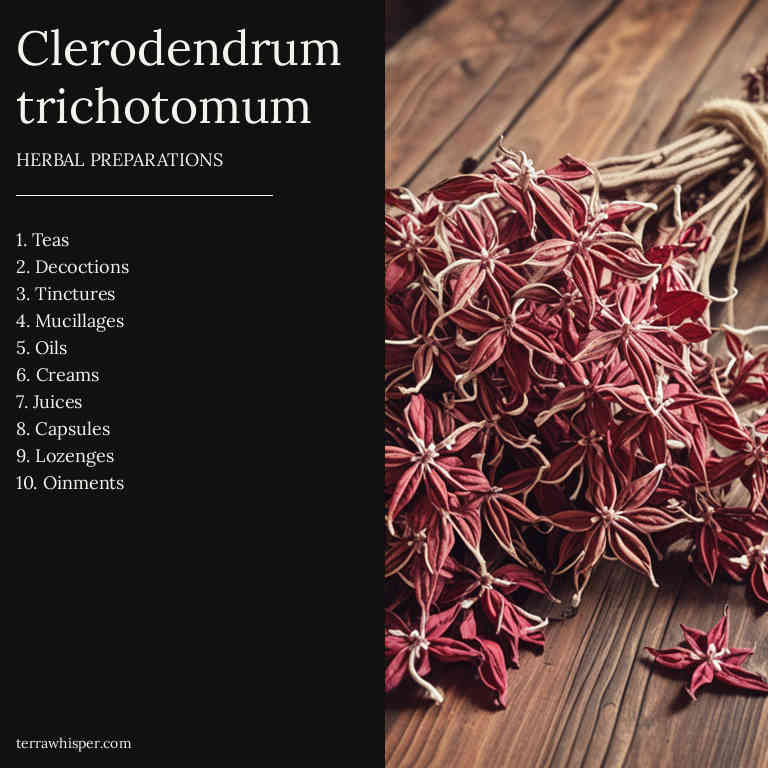 Clerodendrum
trichotomum
HERBAL PREPARATIONS
1. Teas
2. Decoctions
3. Tinctures
4. Mucillages
5. Oils
6. Creams
7. Juices
8. Capsules
9. Lozenges
10. Oinments
terrawhisper.com